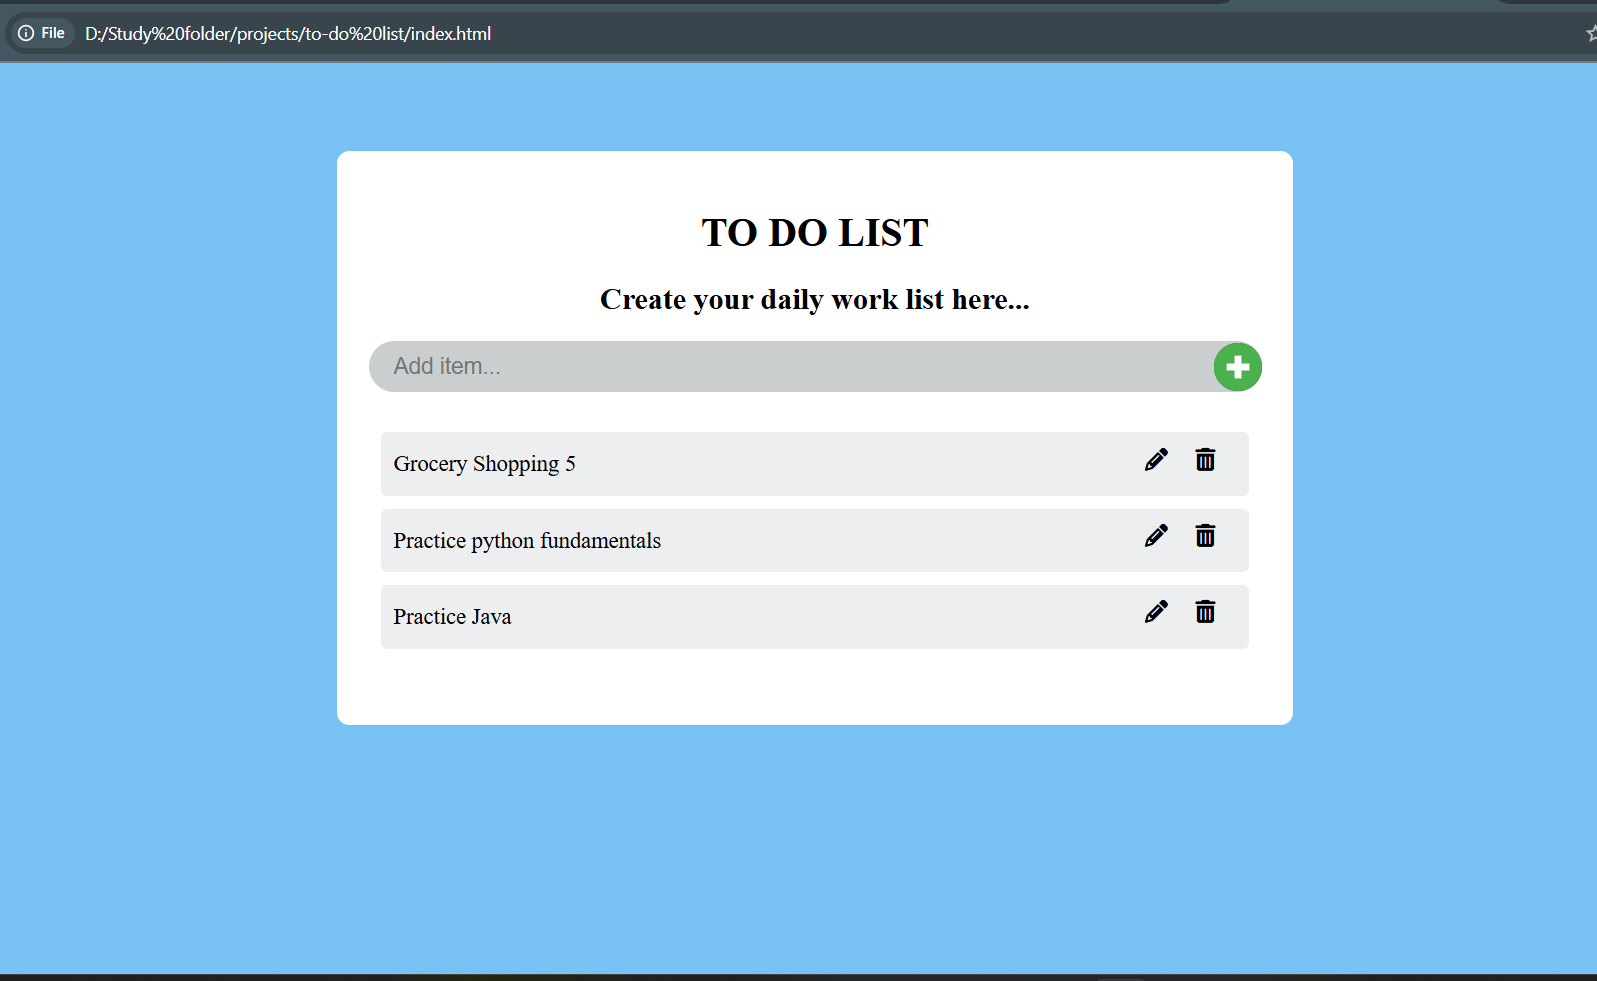 File D:/Study%20folder/projects/to-do%20list/index.html
TO DO LIST
Create your daily work list here...
Add item...
Grocery Shopping 5
Practice python fundamentals
Practice Java